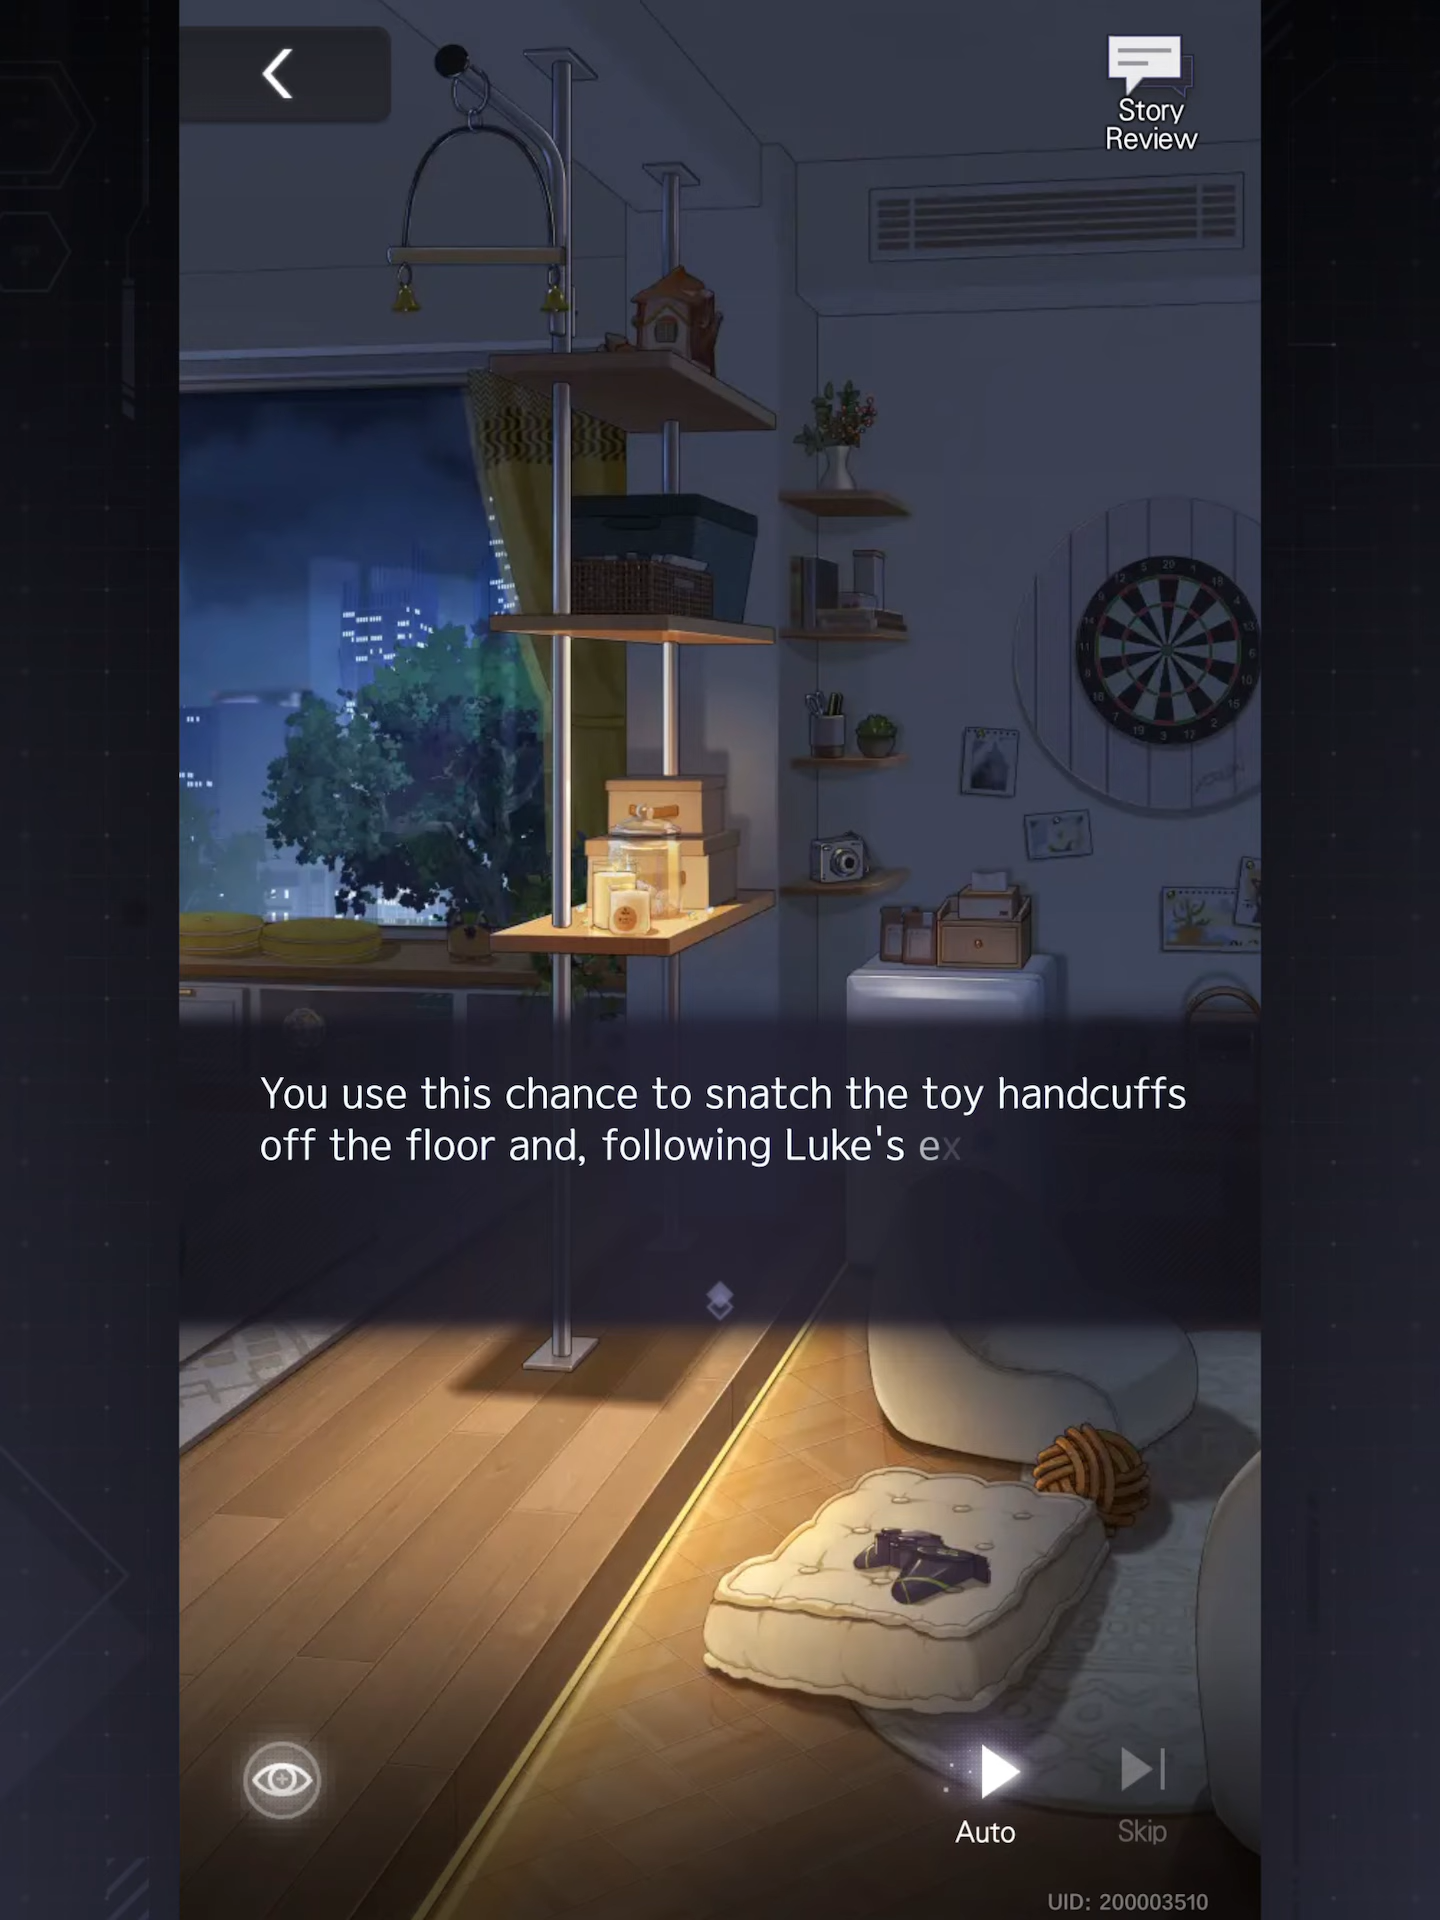 Story
Review
You use this chance to snatch the toy handcuffs
off the floor and, following Luke's ex
Auto
Skip
UID: 200003510